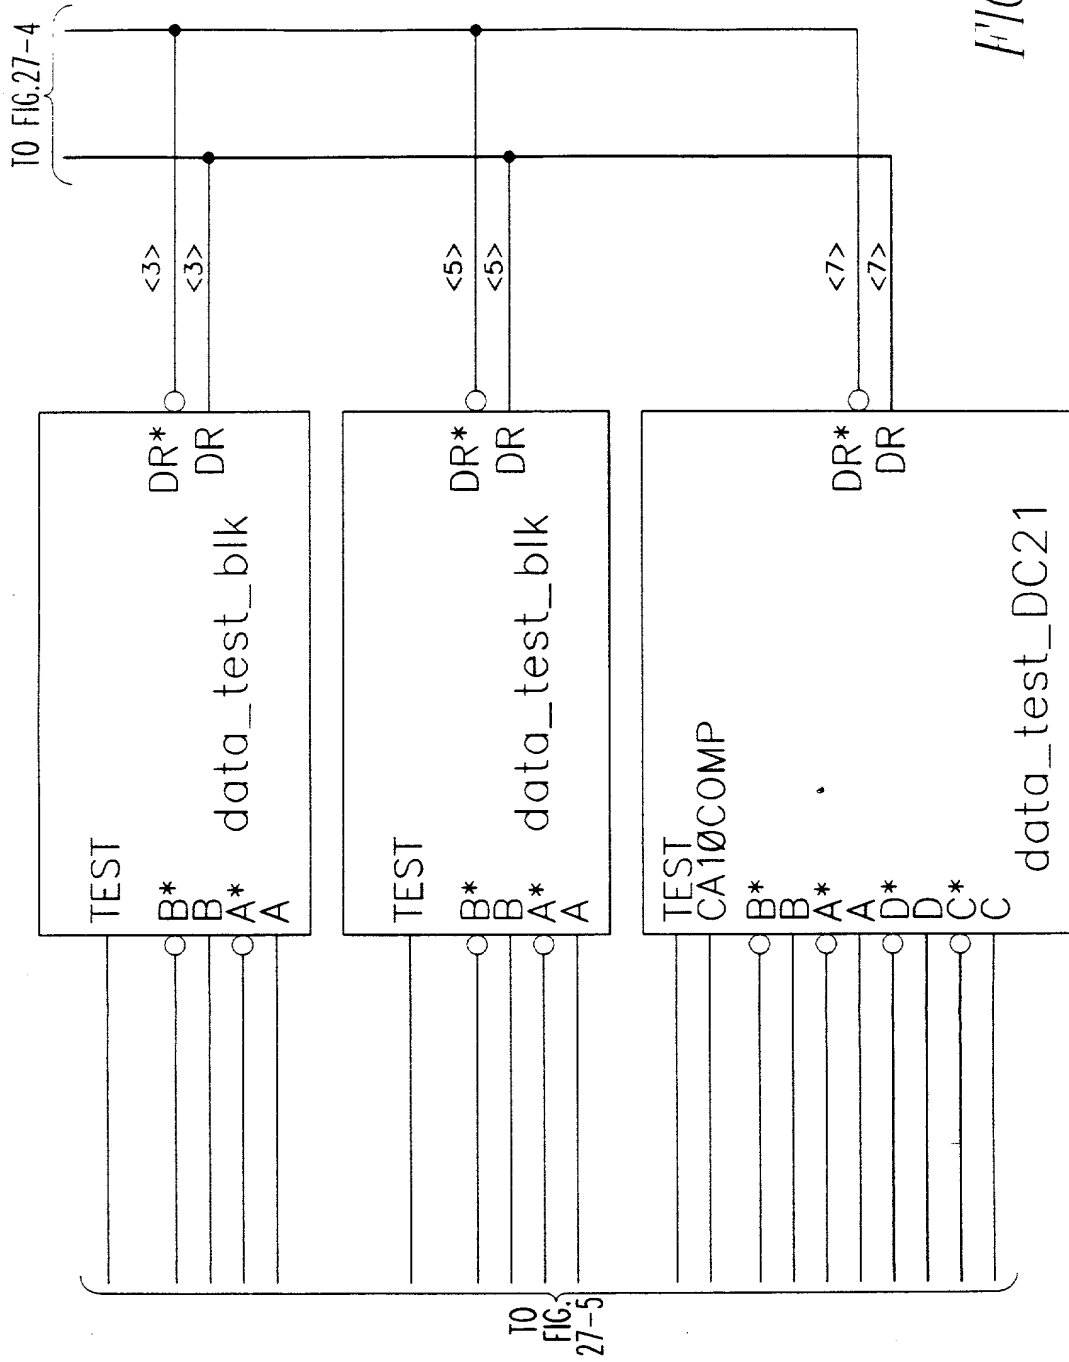 TO FIG.27-4
<3>
<3>
<5>
<5>
<7>
<7>
DR*
DR
data_test_blk
TEST
B*
B
A*
A
DR*
DR
data_test_blk
TEST
B*
B
A*
A
DR*
DR
data_test_DC21
TEST
CA10COMP
B*
B
A*
A
D*
D
C*
C
TO
FIG.
27-5